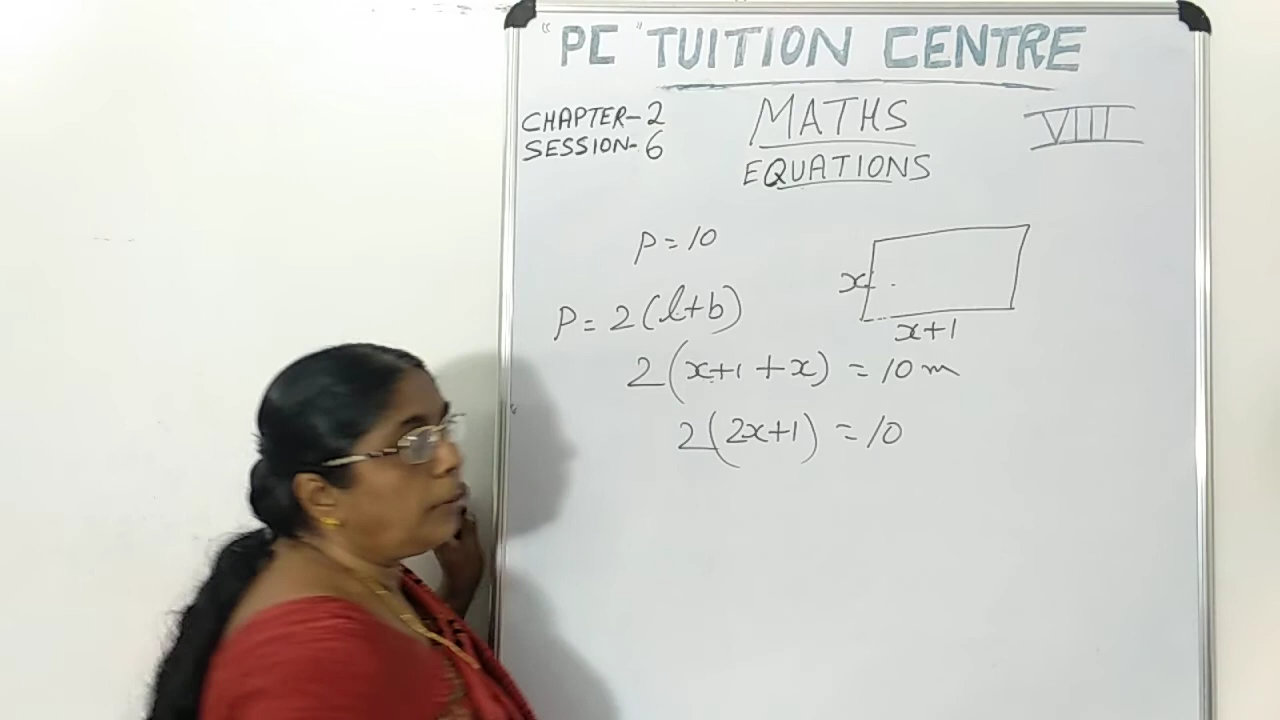 "PC" TUITION CENTRE
CHAPTER-2
SESSION-6
MATHS
EQUATIONS
VIII
P=10
P=2(l+b)
x
x+1
2(x+1+x)=10m
2(2x+1)=10